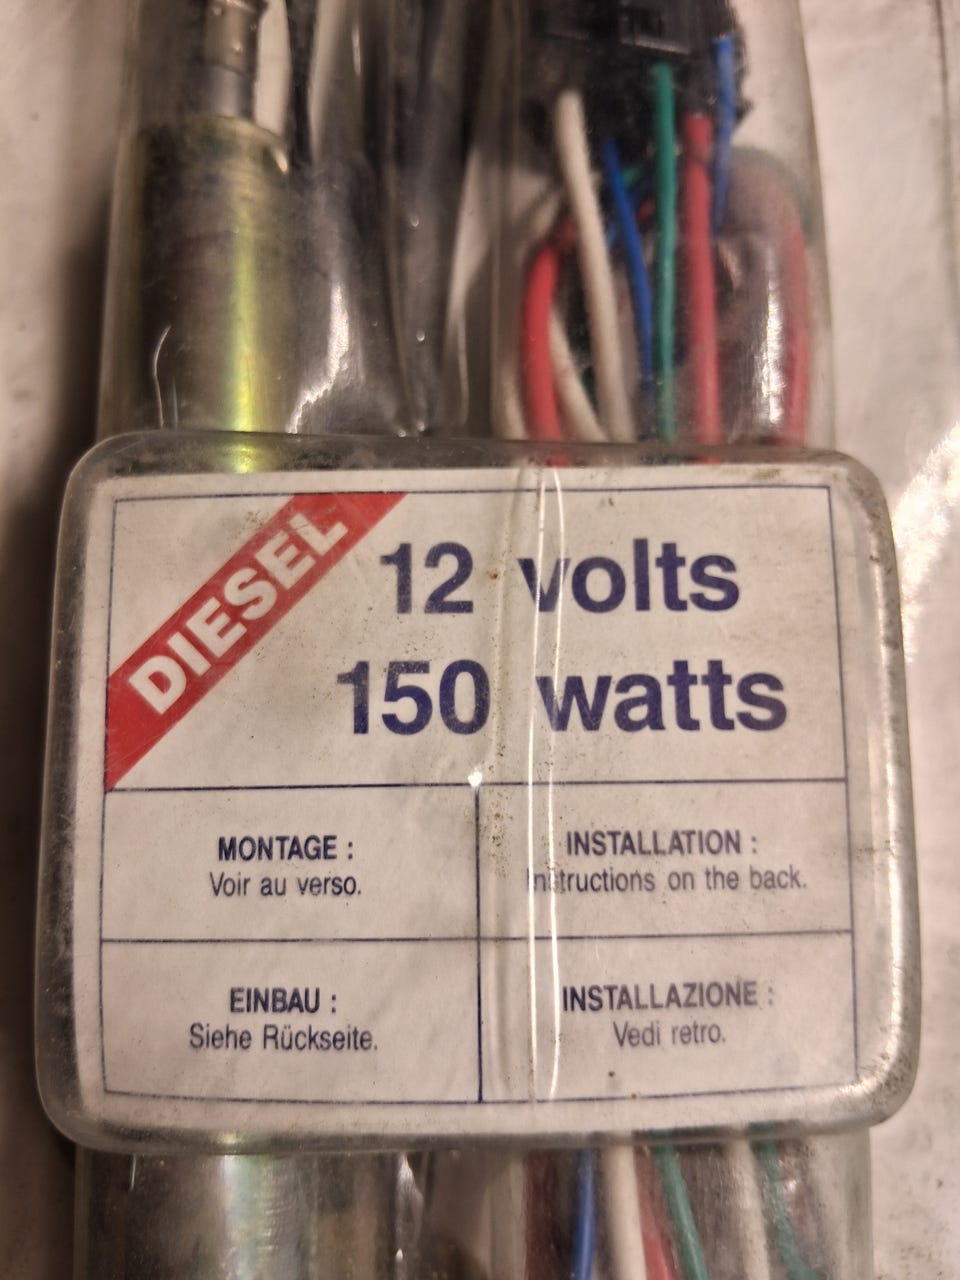 DIESEL
12 volts
150 watts
MONTAGE :
Voir au verso.
INSTALLATION :
Instructions on the back.
EINBAU :
Siehe Rückseite.
INSTALLAZIONE :
Vedi retro.